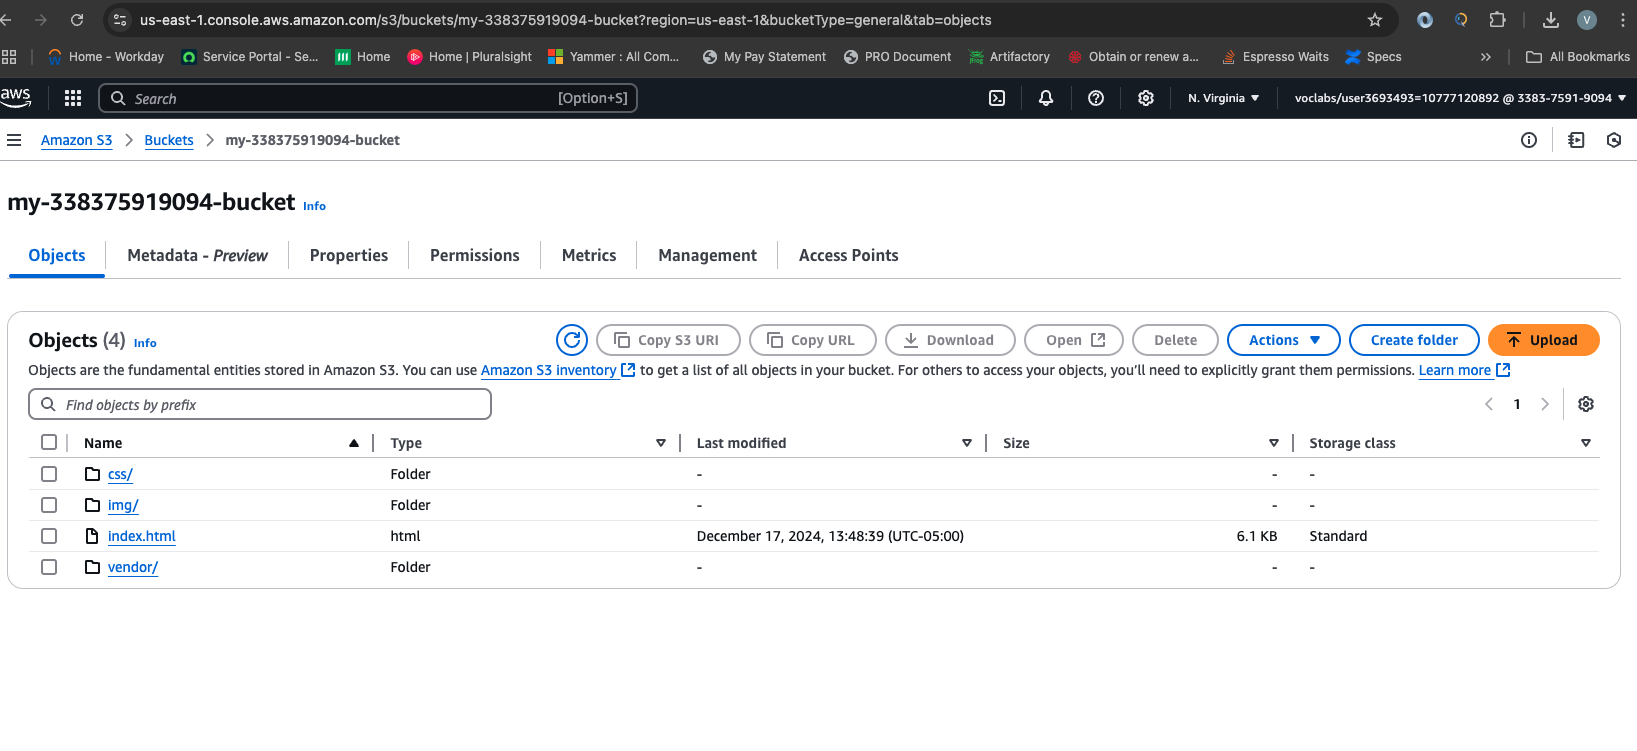 us-east-1.console.aws.amazon.com/s3/buckets/my-338375919094-bucket?region=us-east-1&bucketType=general&tab=objects
V
Home - Workday Service Portal - Se... Home Home | Pluralsight Yammer : All Com... My Pay Statement PRO Document Artifactory Obtain or renew a... Espresso Waits Specs » All Bookmarks
aws Search [Option+S] N. Virginia voclabs/user3693493=10777120892 @ 3383-7591-9094
Amazon S3 Buckets my-338375919094-bucket
my-338375919094-bucket Info
Objects Metadata - Preview Properties Permissions Metrics Management Access Points
Objects (4) Info Copy S3 URI Copy URL Download Open Delete Actions Create folder Upload
Objects are the fundamental entities stored in Amazon S3. You can use Amazon S3 inventory to get a list of all objects in your bucket. For others to access your objects, you'll need to explicitly grant them permissions. Learn more
Find objects by prefix 1
Name Type Last modified Size Storage class
css/ Folder - - -
img/ Folder - - -
index.html html December 17, 2024, 13:48:39 (UTC-05:00) 6.1 KB Standard
vendor/ Folder - - -